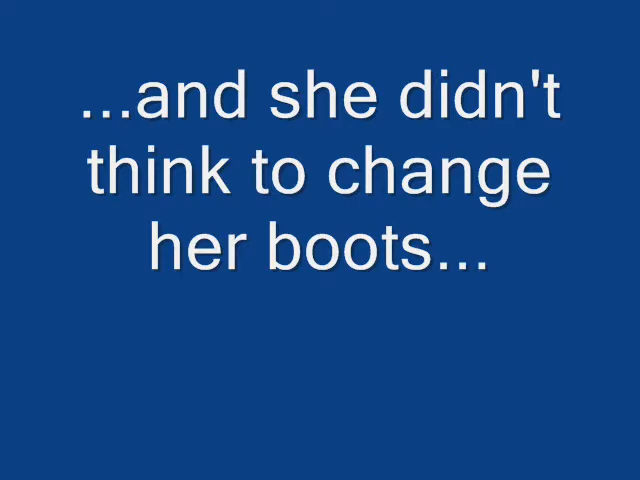 ...and she didn't
think to change
her boots...